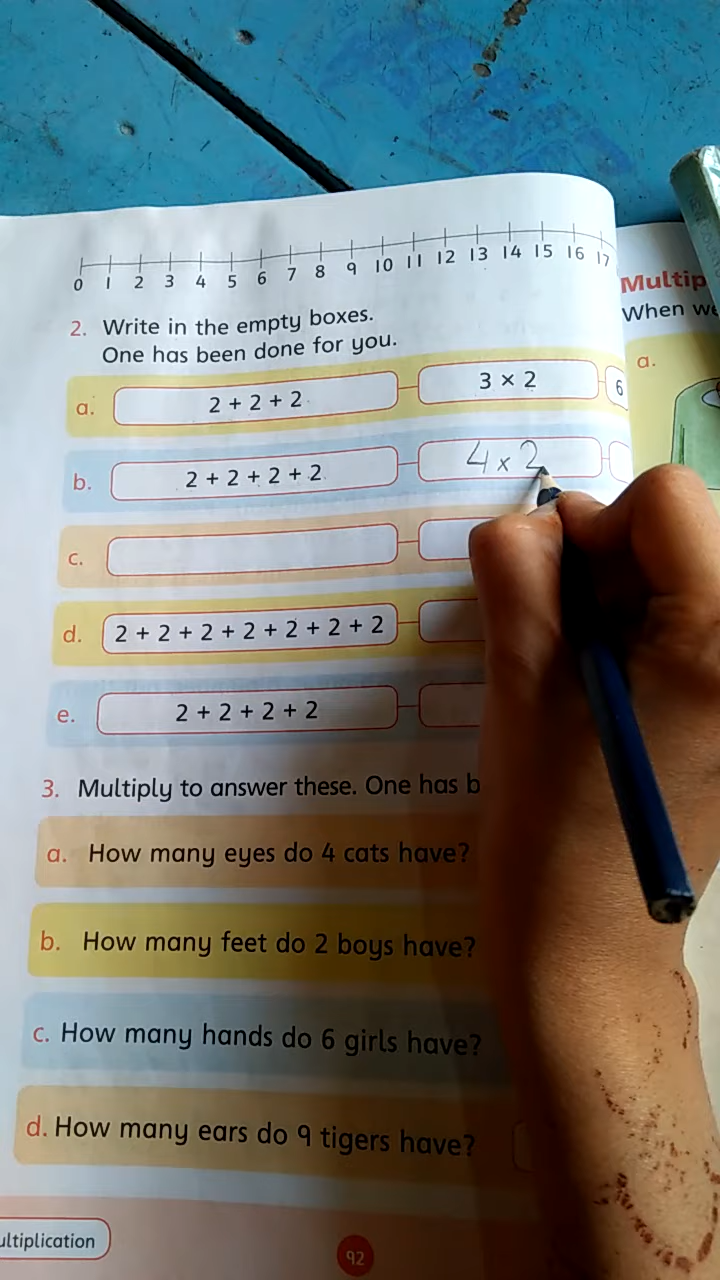 0 1 2 3 4 5 6 7 8 9 10 11 12 13 14 15 16 17
2. Write in the empty boxes.
One has been done for you.
a. 2 + 2 + 2 3 × 2 6
b. 2 + 2 + 2 + 2 4 × 2
c.
d. 2 + 2 + 2 + 2 + 2 + 2 + 2
e. 2 + 2 + 2 + 2
3. Multiply to answer these. One has b
a. How many eyes do 4 cats have?
b. How many feet do 2 boys have?
c. How many hands do 6 girls have?
d. How many ears do 9 tigers have?
ultiplication
92
Multip
When we
a.